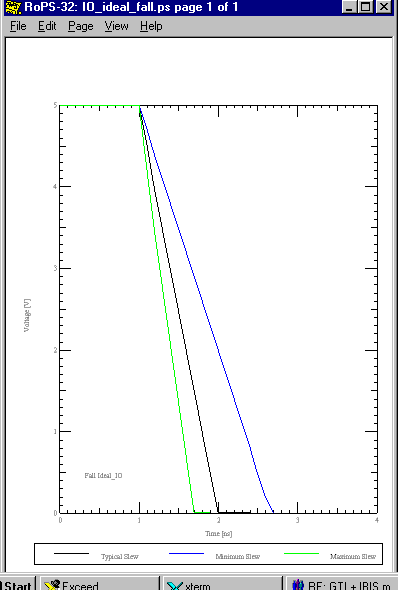 RoPS-32: IO_ideal_fall.ps page 1 of 1
File Edit Page View Help
5
4
3
2
1
0
Voltage [V]
Fall Ideal_IO
0 1 2 3 4
Time [ns]
Typical Slew Minimum Slew Maximum Slew
Start Exceed xterm RE: GTL+ IBIS m